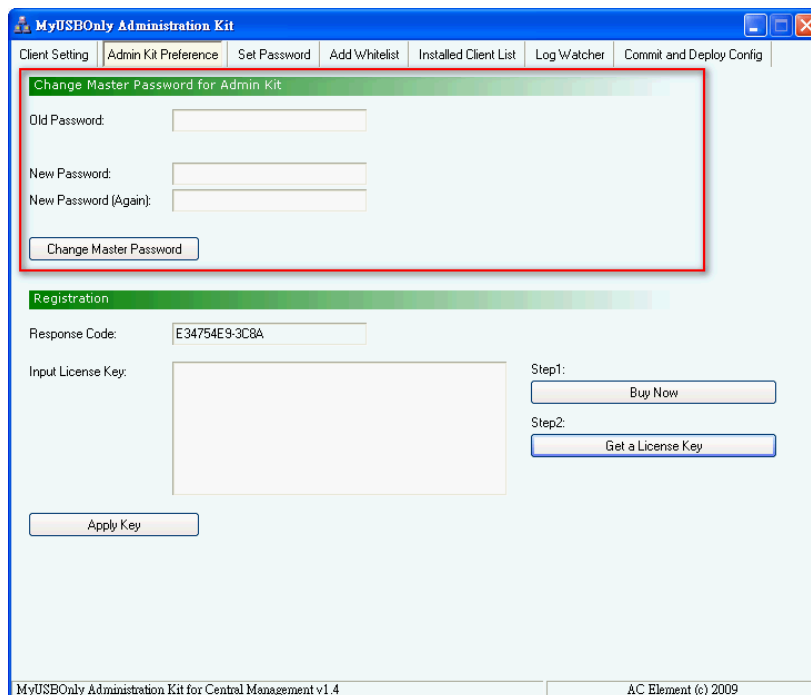 MyUSBOnly Administration Kit
Client Setting Admin Kit Preference Set Password Add Whitelist Installed Client List Log Watcher Commit and Deploy Config
Change Master Password for Admin Kit
Old Password:
New Password:
New Password (Again):
Change Master Password
Registration
Response Code: E34754E9-3C8A
Input License Key:
Step1:
Buy Now
Step2:
Get a License Key
Apply Key
MyUSBOnly Administration Kit for Central Management v1.4 AC Element (c) 2009